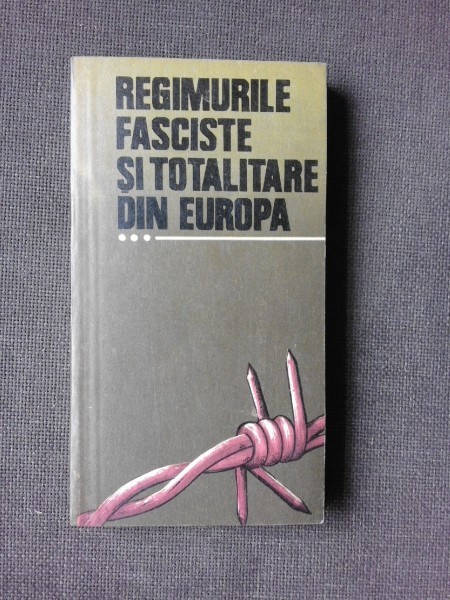 REGIMURILE
FASCISTE
ȘI TOTALITARE
DIN EUROPA